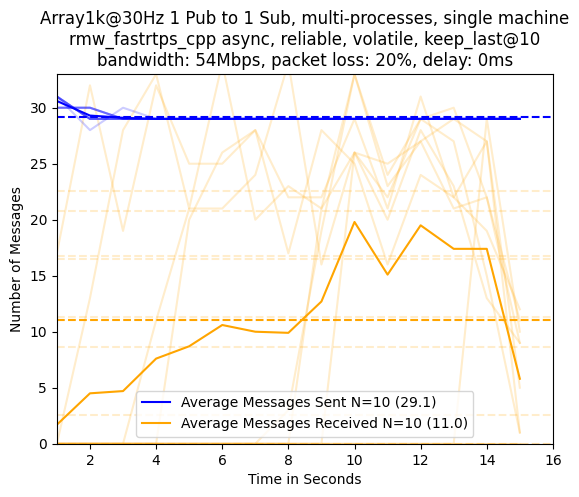 Array1k@30Hz 1 Pub to 1 Sub, multi-processes, single machine
rmw_fastrtps_cpp async, reliable, volatile, keep_last@10
bandwidth: 54Mbps, packet loss: 20%, delay: 0ms
Number of Messages
30
25
20
15
10
5
0
Average Messages Sent N=10 (29.1)
Average Messages Received N=10 (11.0)
2 4 6 8 10 12 14 16
Time in Seconds